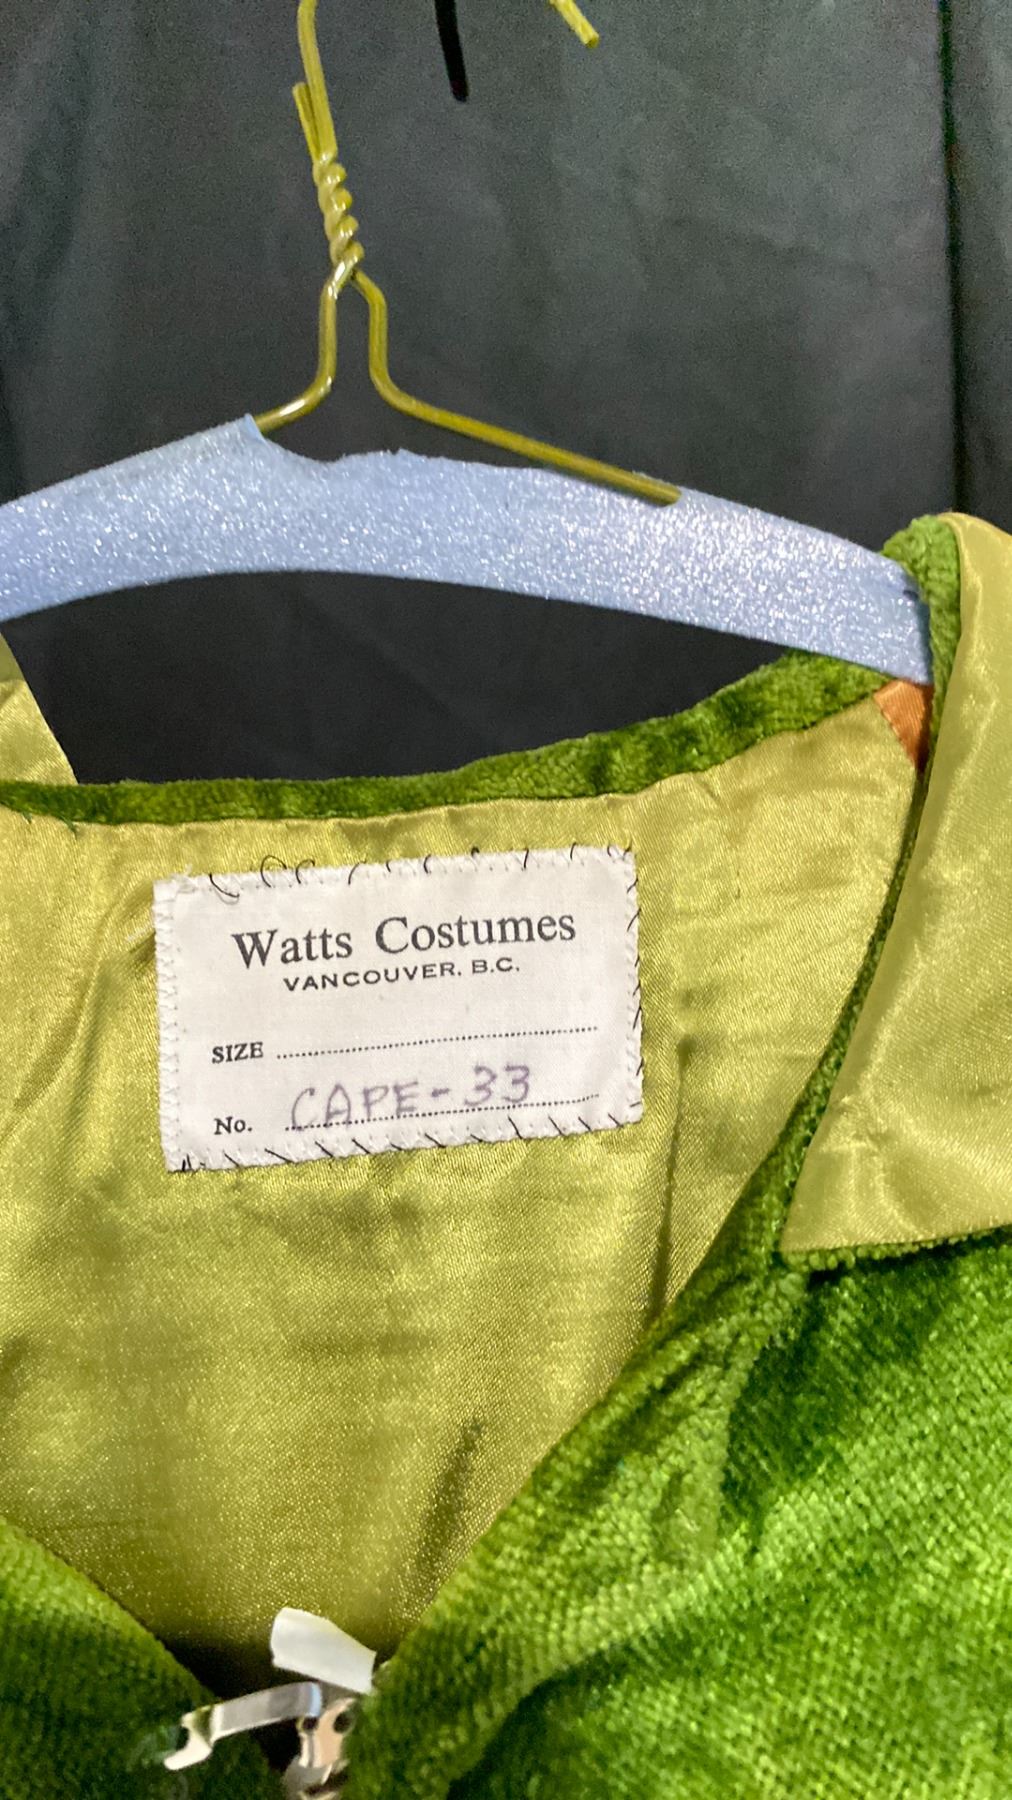 Watts Costumes
VANCOUVER, B.C.
SIZE
No. CAPE-33